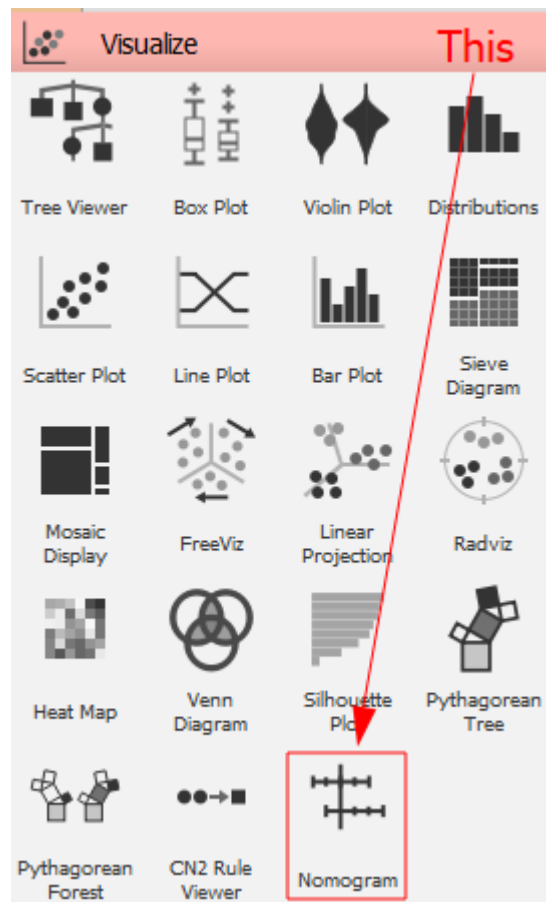 Visualize
This
Tree Viewer
Box Plot
Violin Plot
Distributions
Scatter Plot
Line Plot
Bar Plot
Sieve
Diagram
Mosaic
Display
FreeViz
Linear
Projection
Radviz
Heat Map
Venn
Diagram
Silhouette
Plot
Pythagorean
Tree
Pythagorean
Forest
CN2 Rule
Viewer
Nomogram